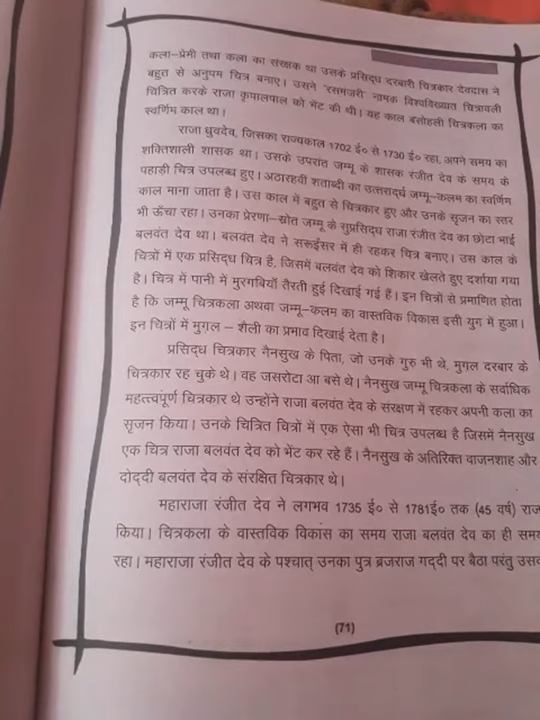 कला–प्रेमी तथा कला का संरक्षक था उसके प्रसिद्ध दरबारी चित्रकार देवदास ने
बहुत से अनुपम चित्र बनाए। उसने 'रसमंजरी' नामक विश्वविख्यात चित्रावली
चित्रित करके राजा कृपालपाल को भेंट की थी। यह काल बसोहली चित्रकला का
स्वर्णिम काल था।
राजा ध्रुवदेव, जिसका राज्यकाल 1702 ई० से 1730 ई० रहा, अपने समय का
शक्तिशाली शासक था। उसके उपरांत जम्मू के शासक रंजीत देव के समय के
पहाड़ी चित्र उपलब्ध हुए। अठारहवी शताब्दी का उत्तरार्द्ध जम्मू–कलम का स्वर्णिम
काल माना जाता है। उस काल में बहुत से चित्रकार हुए और उनके सृजन का स्तर
भी ऊँचा रहा। उनका प्रेरणा–स्रोत जम्मू के सुप्रसिद्ध राजा रंजीत देव का छोटा भाई
बलवंत देव था। बलवंत देव ने सरूईंसर में ही रहकर चित्र बनाए। उस काल के
चित्रों में एक प्रसिद्ध चित्र है, जिसमें बलवंत देव को शिकार खेलते हुए दर्शाया गया
है। चित्र में पानी में मुरगबियाँ तैरती हुई दिखाई गई हैं। इन चित्रों से प्रमाणित होता
है कि जम्मू चित्रकला अथवा जम्मू–कलम का वास्तविक विकास इसी युग में हुआ।
इन चित्रों में मुग़ल – शैली का प्रभाव दिखाई देता है।
प्रसिद्ध चित्रकार नैनसुख के पिता, जो उनके गुरु भी थे, मुगल दरबार के
चित्रकार रह चुके थे। वह जसरोटा आ बसे थे। नैनसुख जम्मू चित्रकला के सर्वाधिक
महत्त्वपूर्ण चित्रकार थे उन्होंने राजा बलवंत देव के संरक्षण में रहकर अपनी कला का
सृजन किया। उनके चित्रित चित्रों में एक ऐसा भी चित्र उपलब्ध है जिसमें नैनसुख
एक चित्र राजा बलवंत देव को भेंट कर रहे हैं। नैनसुख के अतिरिक्त वाजनशाह और
दोद्दी बलवंत देव के संरक्षित चित्रकार थे।
महाराजा रंजीत देव ने लगभव 1735 ई० से 1781ई० तक (45 वर्ष) राज
किया। चित्रकला के वास्तविक विकास का समय राजा बलवंत देव का ही समय
रहा। महाराजा रंजीत देव के पश्चात् उनका पुत्र ब्रजराज गद्दी पर बैठा परंतु उसक
(71)